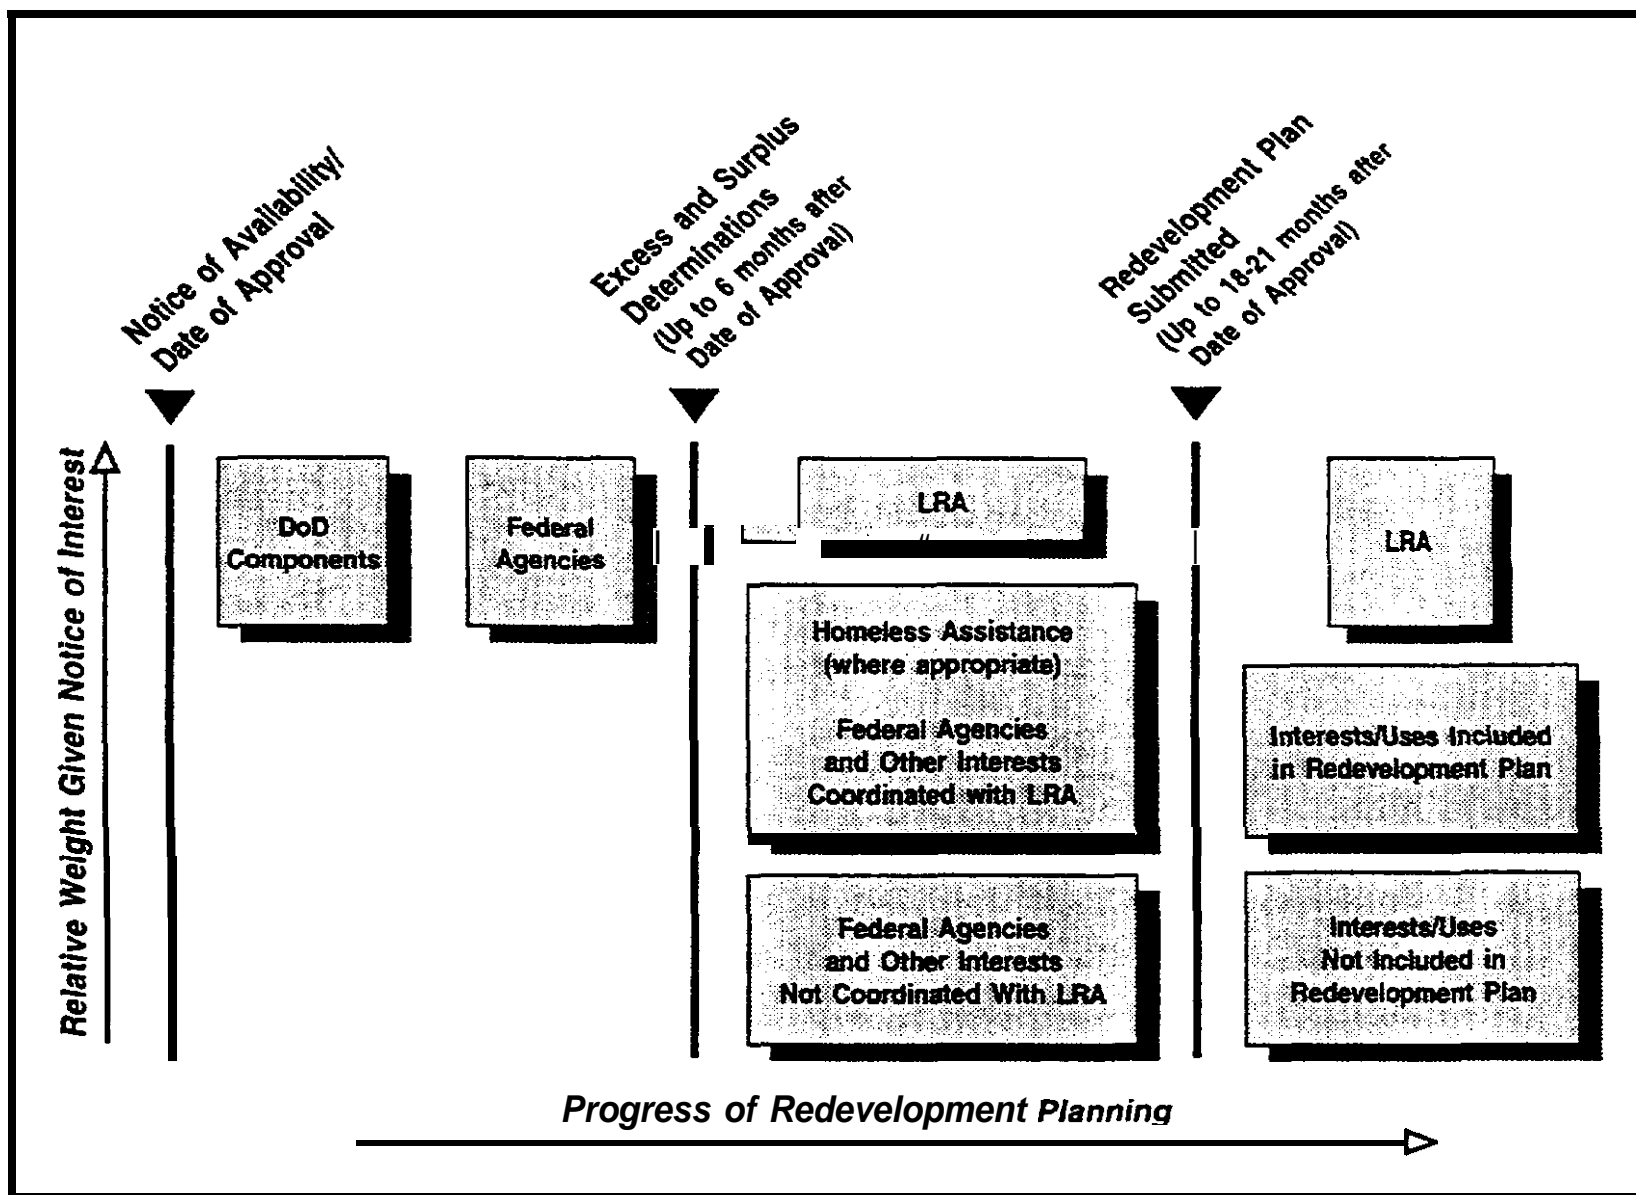 Notice of Availability/
Date of Approval
Excess and Surplus
Determinations
(Up to 6 months after
Date of Approval)
Redevelopment Plan
Submitted
(Up to 18-21 months after
Date of Approval)
Relative Weight Given Notice of Interest
DoD
Components
Federal
Agencies
LRA
Homeless Assistance
(where appropriate)
Federal Agencies
and Other Interests
Coordinated with LRA
Federal Agencies
and Other Interests
Not Coordinated With LRA
LRA
Interests/Uses Included
in Redevelopment Plan
Interests/Uses
Not Included in
Redevelopment Plan
Progress of Redevelopment Planning